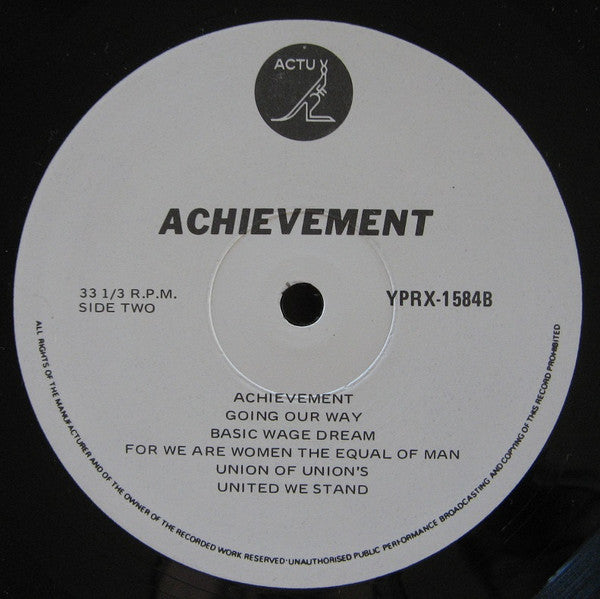 ACTU
ACHIEVEMENT
33 1/3 R.P.M.
SIDE TWO
YPRX-1584B
ACHIEVEMENT
GOING OUR WAY
BASIC WAGE DREAM
FOR WE ARE WOMEN THE EQUAL OF MAN
UNION OF UNION'S
UNITED WE STAND
ALL RIGHTS OF THE MANUFACTURER AND OF THE OWNER OF THE RECORDED WORK RESERVED·UNAUTHORISED PUBLIC PERFORMANCE BROADCASTING AND COPYING OF THIS RECORD PROHIBITED